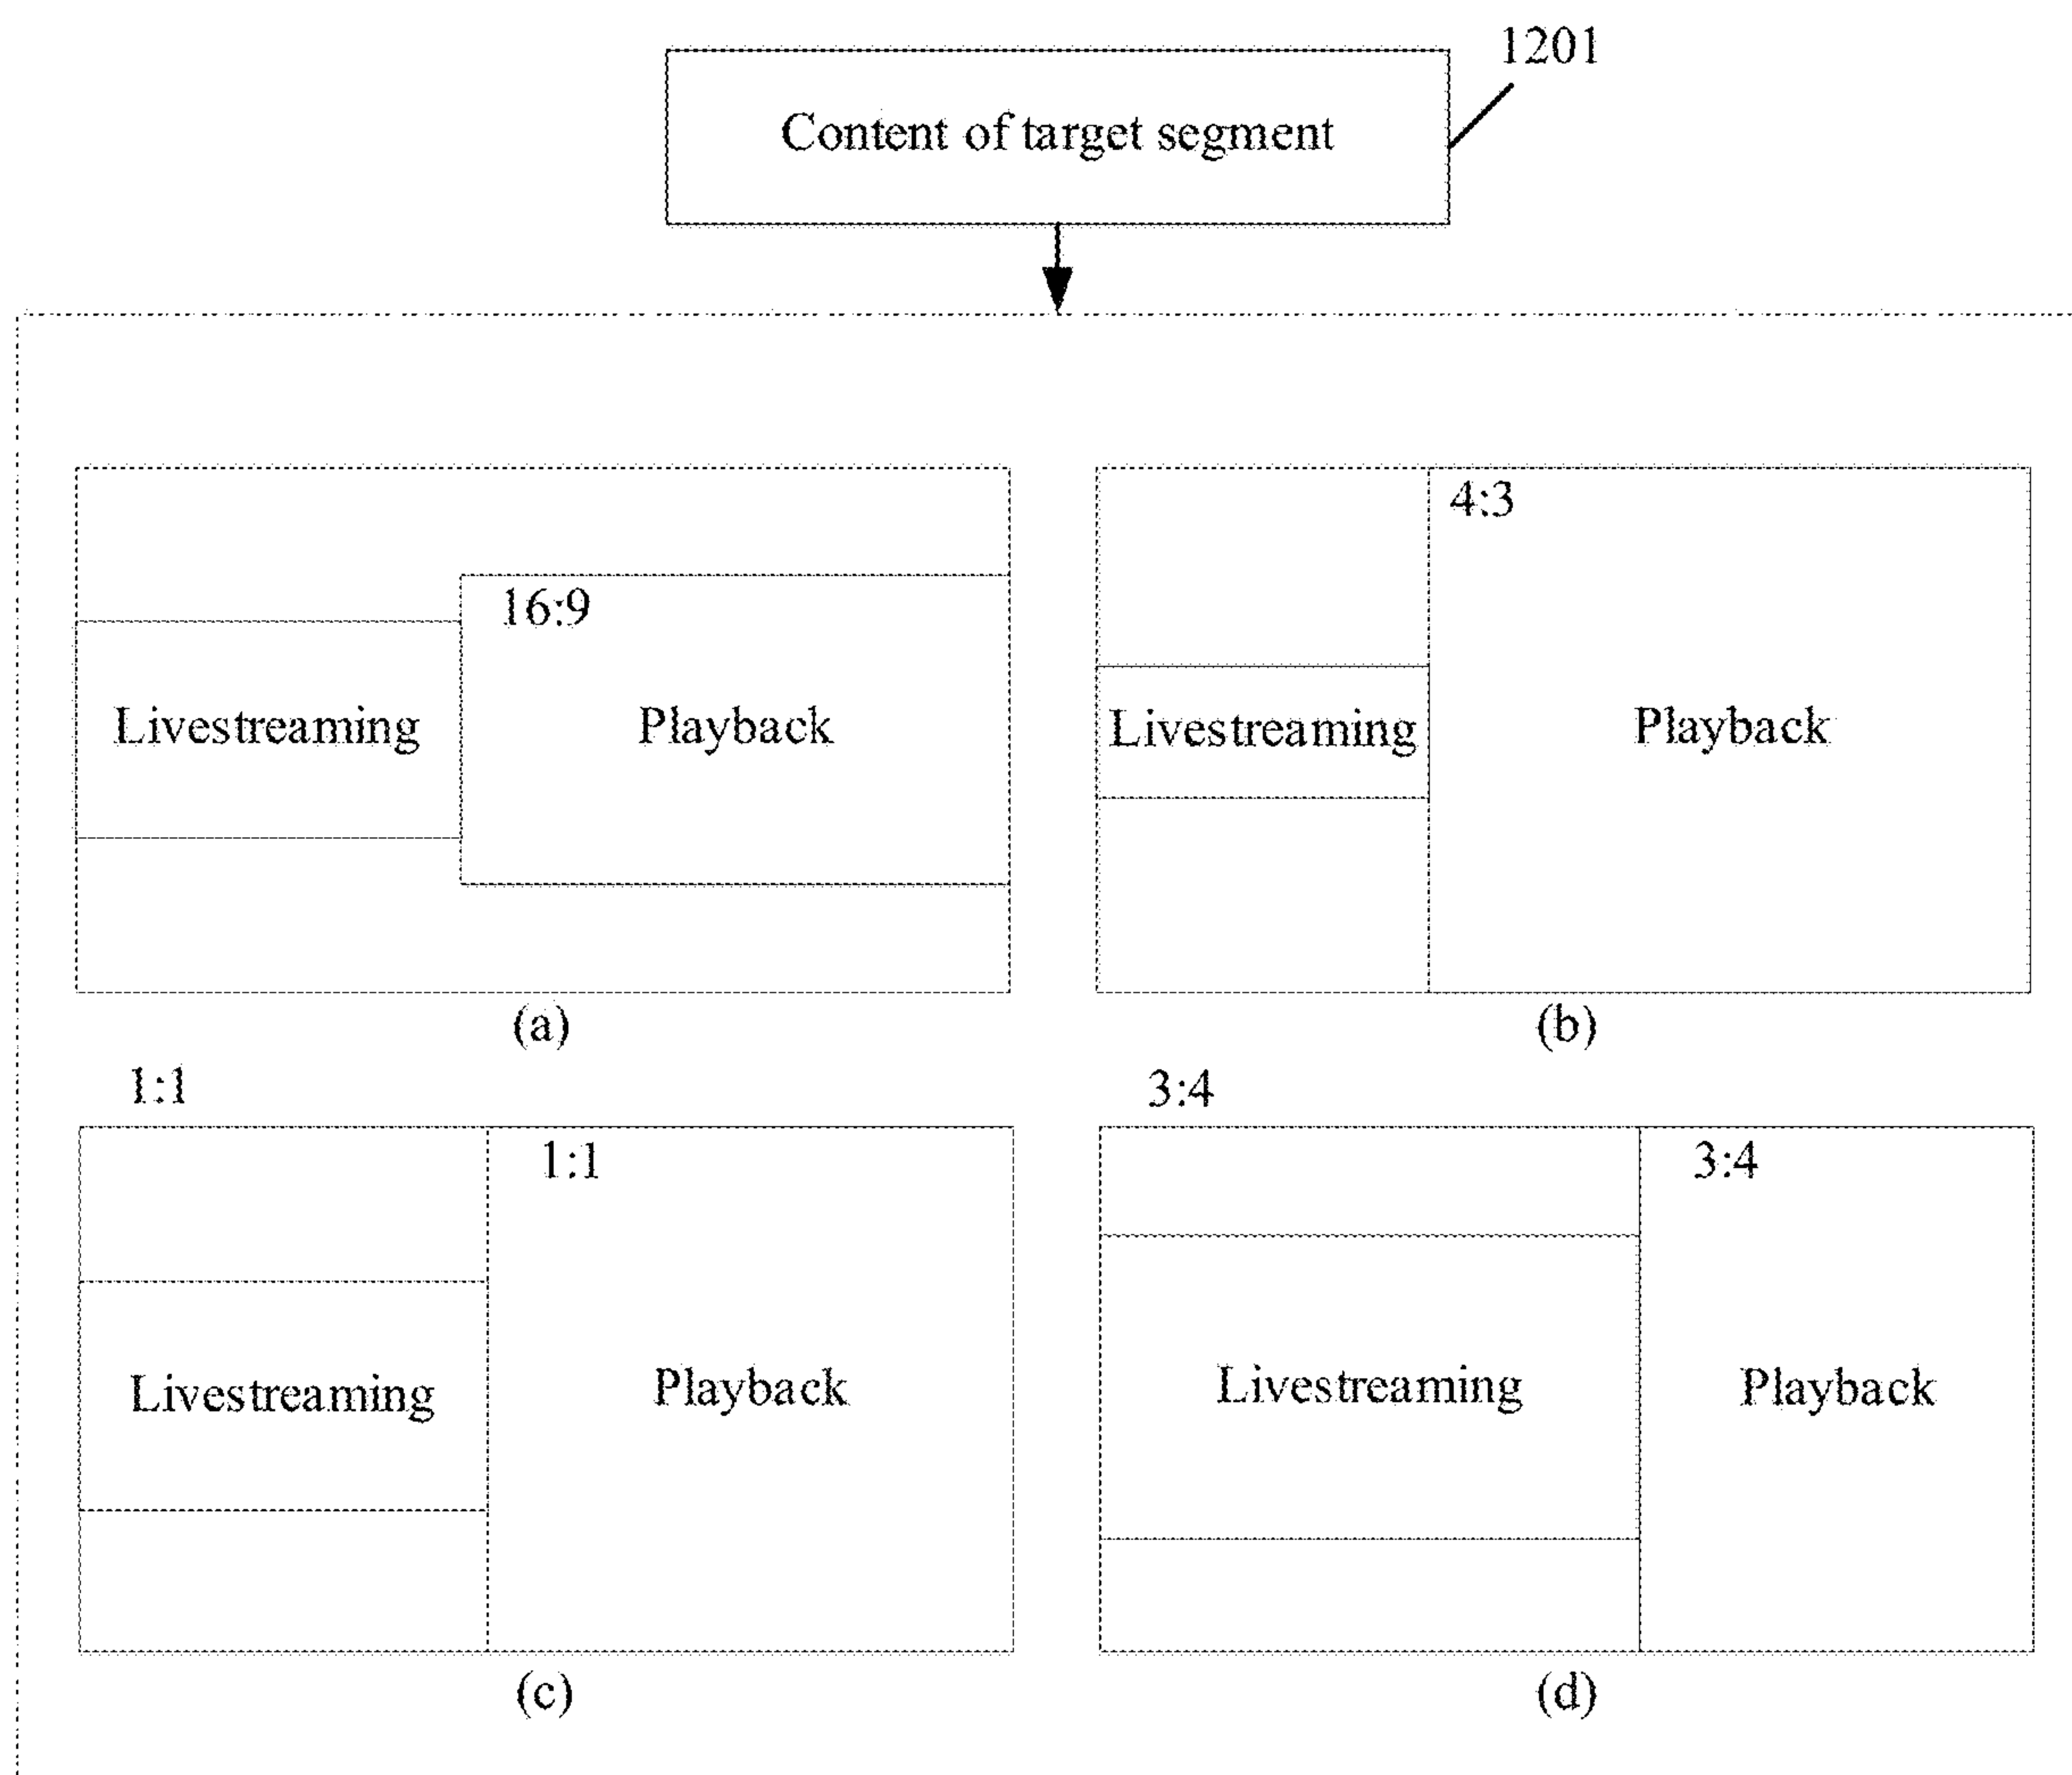 1201
Content of target segment
16:9
Livestreaming
Playback
(a)
4:3
Livestreaming
Playback
(b)
1:1
1:1
Livestreaming
Playback
(c)
3:4
3:4
Livestreaming
Playback
(d)